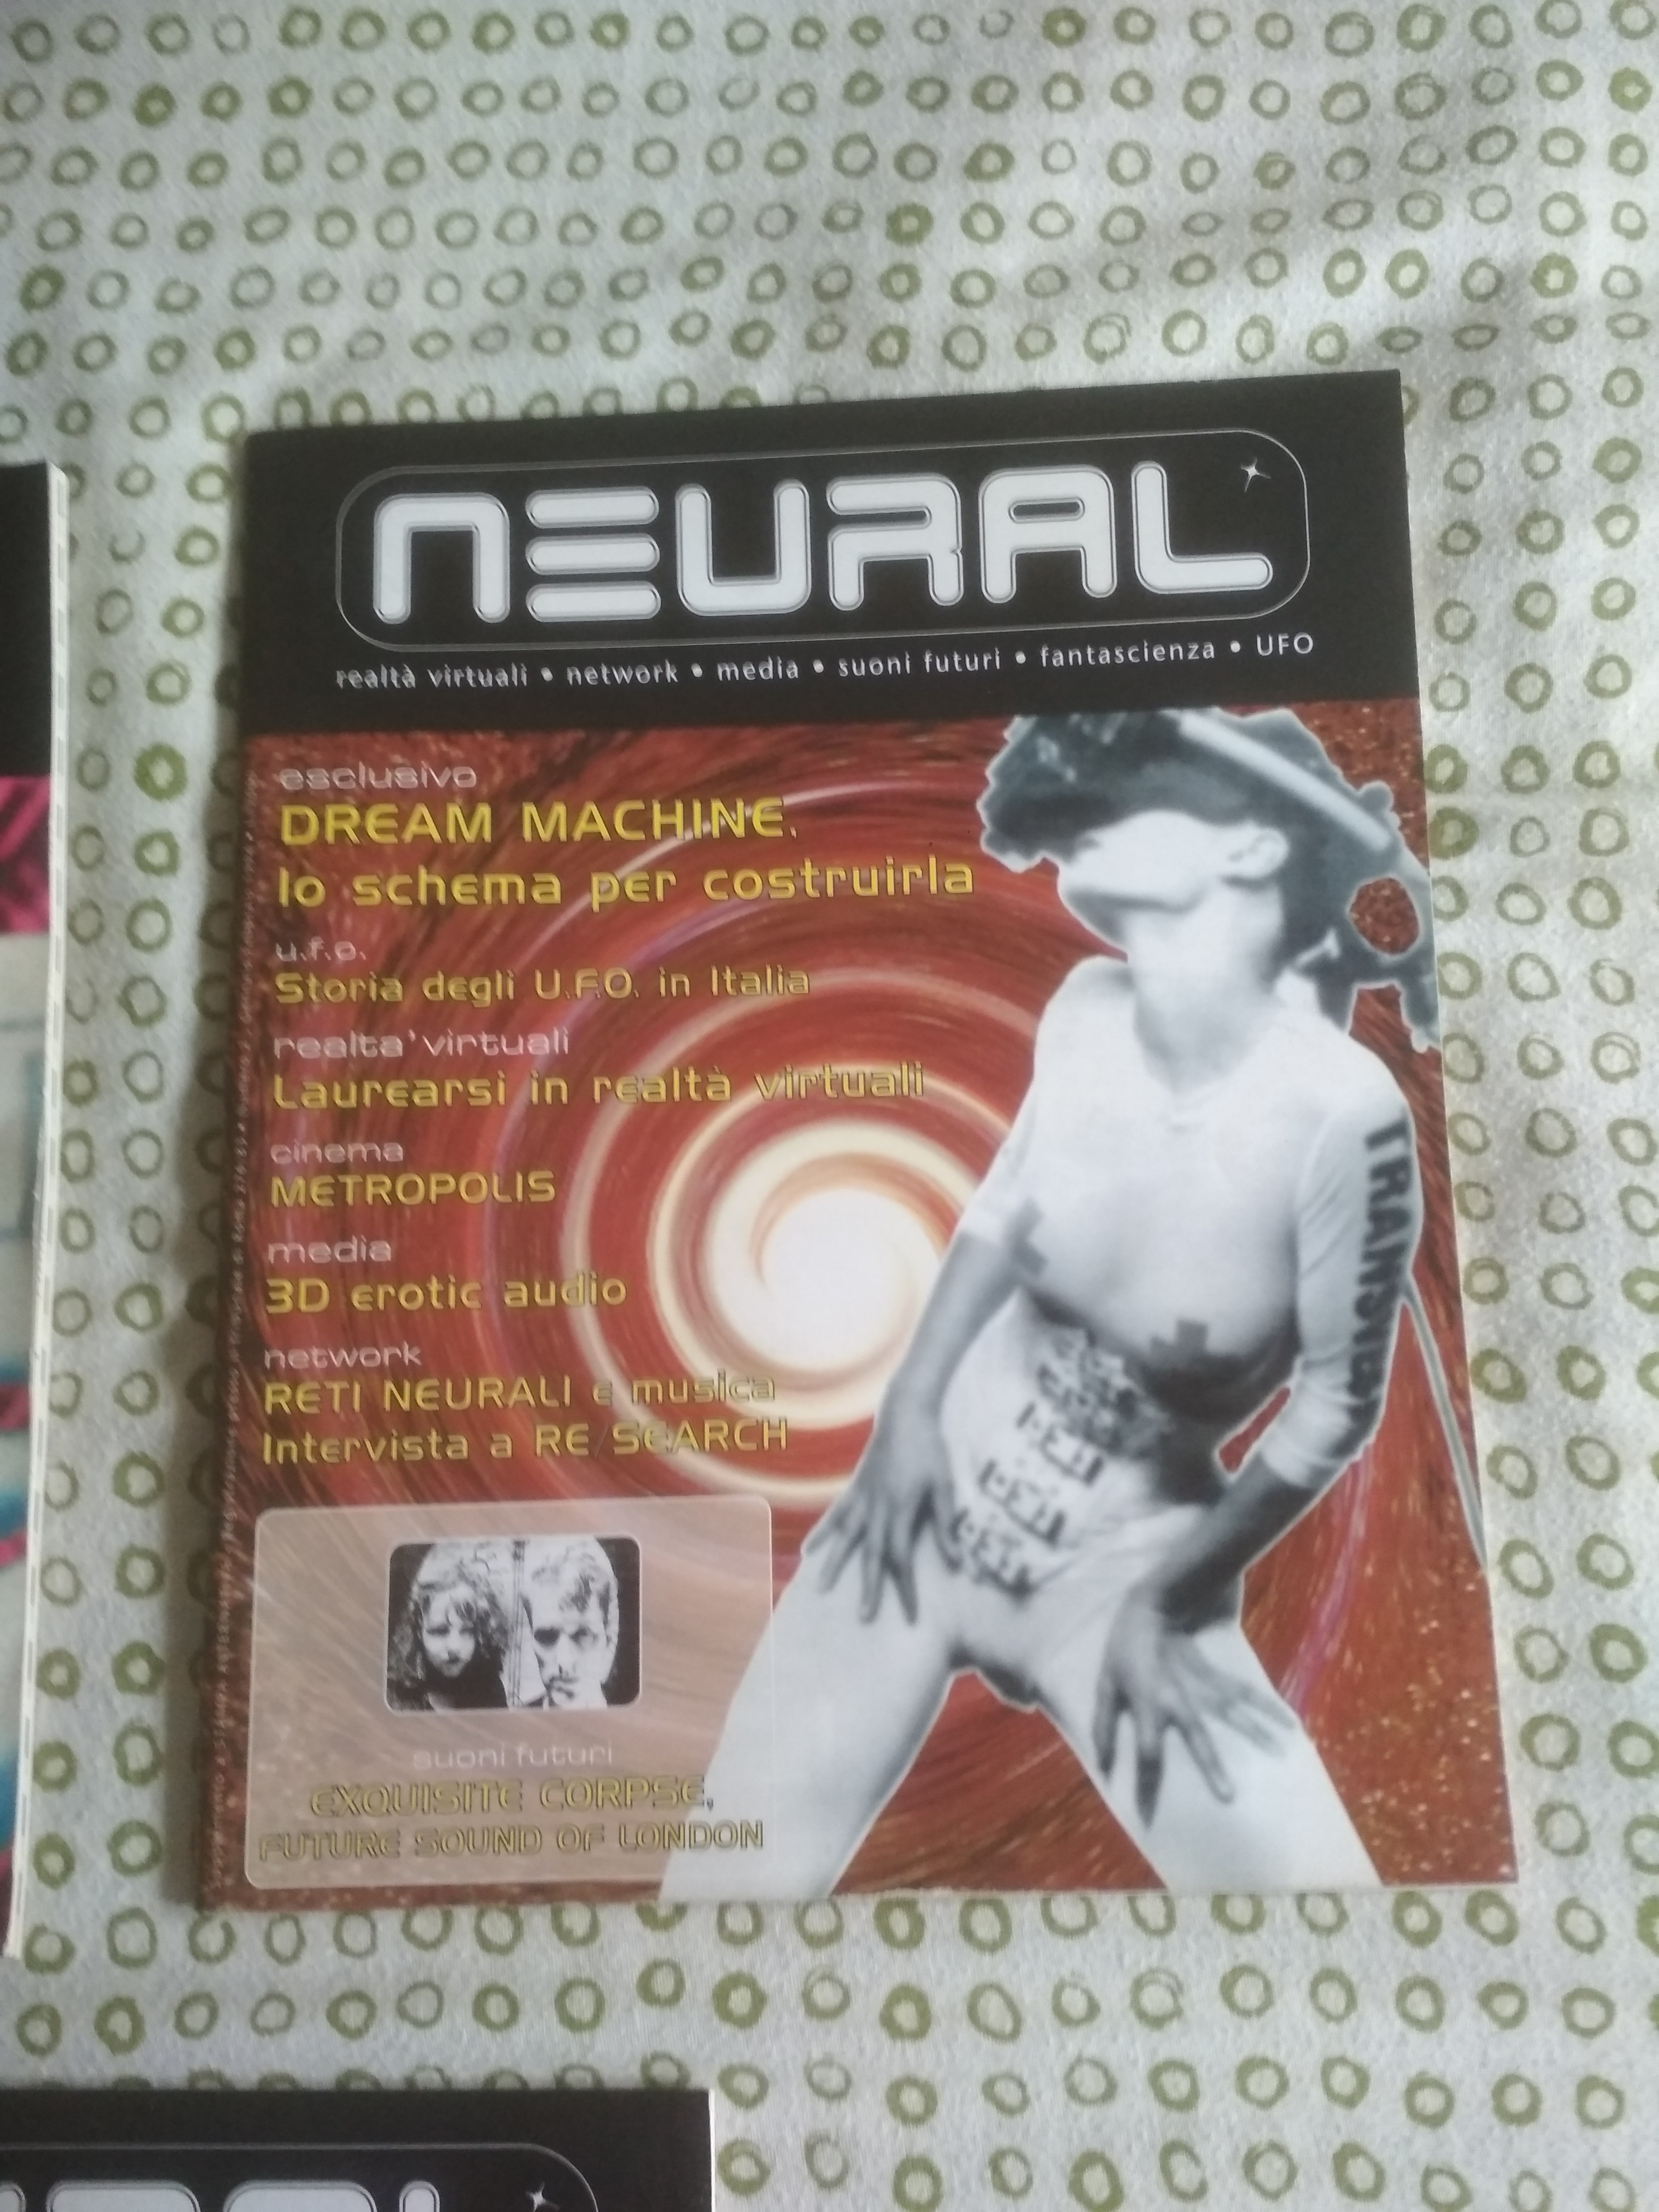 NEURAL
realtà virtuali • network • media • suoni futuri • fantascienza • UFO
esclusivo
DREAM MACHINE,
lo schema per costruirla
u.f.o.
Storia degli U.F.O. in Italia
realta' virtuali
Laurearsi in realtà virtuali
cinema
METROPOLIS
media
3D erotic audio
network
RETI NEURALI e musica
Intervista a RE/SEARCH
suoni futuri
EXQUISITE CORPSE,
FUTURE SOUND OF LONDON